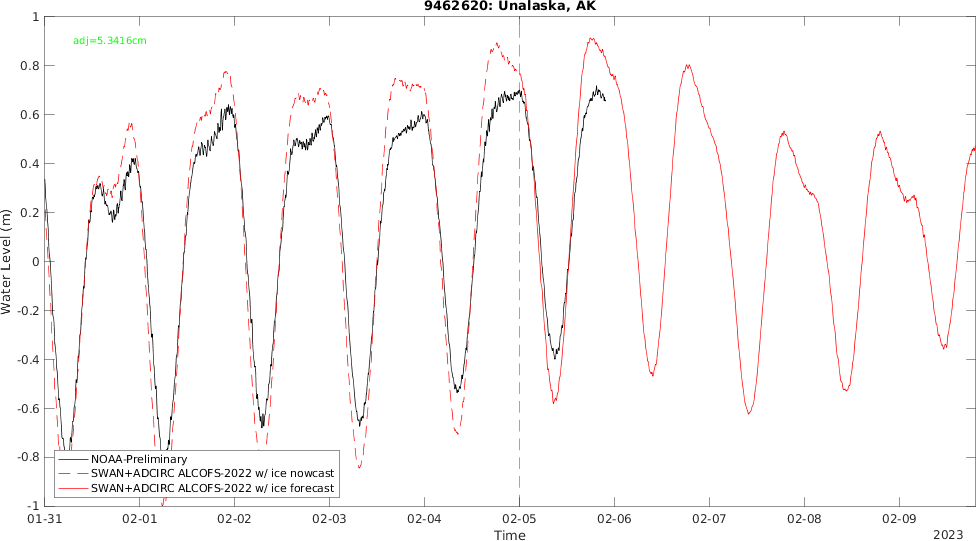 9462620: Unalaska, AK
adj=5.3416cm
1
0.8
0.6
0.4
0.2
0
-0.2
-0.4
-0.6
-0.8
-1
Water Level (m)
NOAA-Preliminary
SWAN+ADCIRC ALCOFS-2022 w/ ice nowcast
SWAN+ADCIRC ALCOFS-2022 w/ ice forecast
01-31 02-01 02-02 02-03 02-04 02-05 02-06 02-07 02-08 02-09
Time
2023